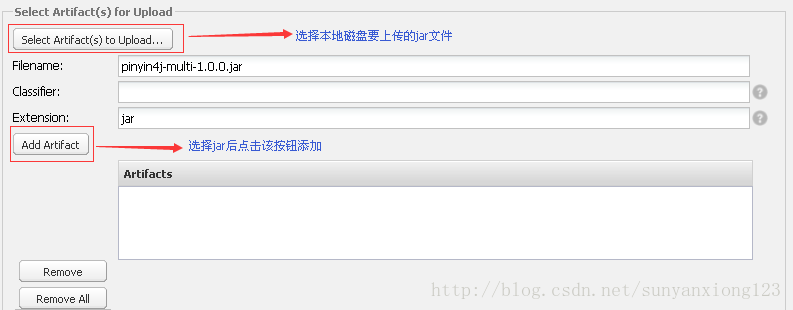 Select Artifact(s) for Upload
Select Artifact(s) to Upload... 选择本地磁盘要上传的jar文件
Filename: pinyin4j-multi-1.0.0.jar
Classifier: ?
Extension: jar ?
Add Artifact 选择jar后点击该按钮添加
Artifacts
Remove
Remove All
http://blog.csdn.net/sunyanxiong123